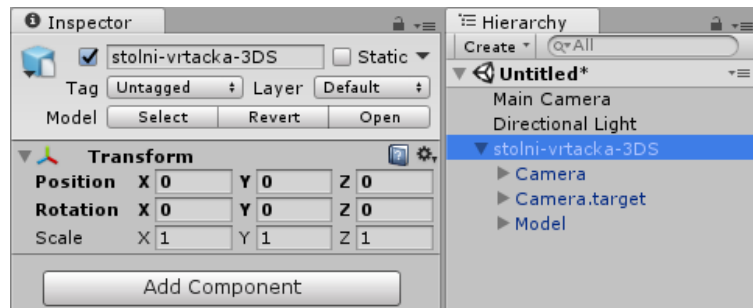 Inspector
stolni-vrtacka-3DS Static
Tag Untagged Layer Default
Model Select Revert Open
Transform
Position X 0 Y 0 Z 0
Rotation X 0 Y 0 Z 0
Scale X 1 Y 1 Z 1
Add Component
Hierarchy
Create All
Untitled*
Main Camera
Directional Light
stolni-vrtacka-3DS
Camera
Camera.target
Model